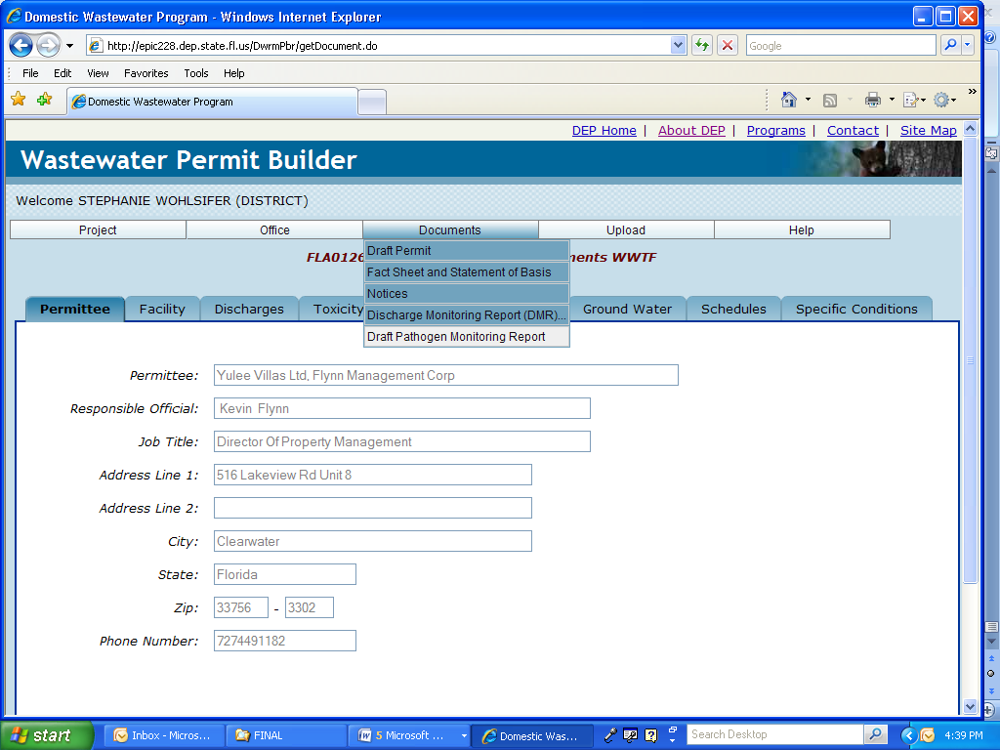 Domestic Wastewater Program - Windows Internet Explorer
http://epic228.dep.state.fl.us/DwrmPbr/getDocument.do
Google
File Edit View Favorites Tools Help
Domestic Wastewater Program
DEP Home | About DEP | Programs | Contact | Site Map
Wastewater Permit Builder
Welcome STEPHANIE WOHLSIFER (DISTRICT)
Project Office Documents Upload Help
FLA0126
ments WWTF
Draft Permit
Fact Sheet and Statement of Basis
Notices
Discharge Monitoring Report (DMR)...
Draft Pathogen Monitoring Report
Permittee Facility Discharges Toxicity Ground Water Schedules Specific Conditions
Permittee: Yulee Villas Ltd, Flynn Management Corp
Responsible Official: Kevin Flynn
Job Title: Director Of Property Management
Address Line 1: 516 Lakeview Rd Unit 8
Address Line 2:
City: Clearwater
State: Florida
Zip: 33756 - 3302
Phone Number: 7274491182
start Inbox - Micros... FINAL 5 Microsoft ... Domestic Was... Search Desktop 4:39 PM